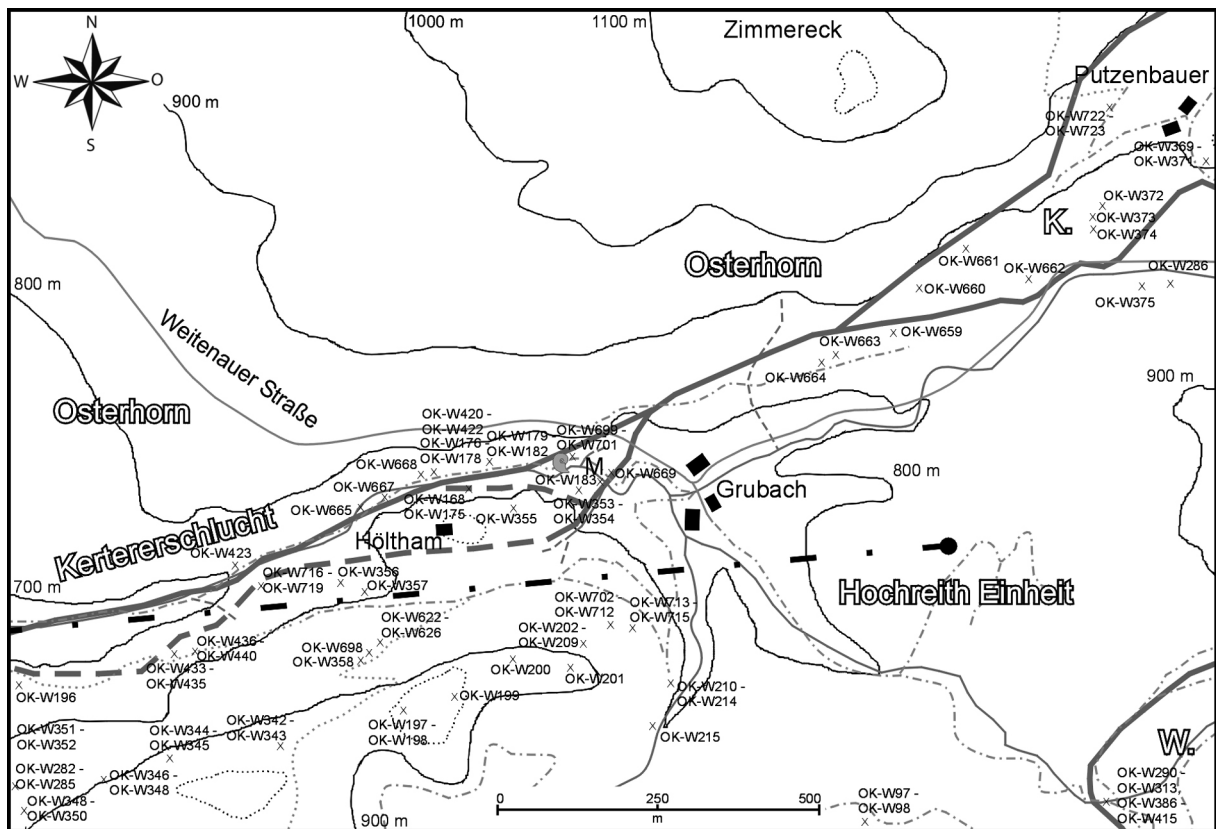 1000 m
1100 m
Zimmereck
N
W
O
S
900 m
Putzenbauer
OK-W722 -
OK-W723
OK-W369 -
OK-W371
OK-W372
OK-W373
OK-W374
K.
Osterhorn
OK-W661
OK-W662
OK-W286
OK-W660
OK-W375
800 m
Weitenauer Straße
OK-W659
OK-W663
OK-W664
900 m
Osterhorn
OK-W420 -
OK-W422
OK-W176 -
OK-W178
OK-W179 -
OK-W182
OK-W699 -
OK-W701
M
OK-W668
OK-W183
OK-W669
800 m
OK-W667
OK-W665
OK-W168 -
OK-W175
OK-W355
OK-W353 -
OK-W354
Grubach
Kertererschlucht
Höltham
OK-W423
700 m
OK-W716 -
OK-W719
OK-W356
OK-W357
Hochreith Einheit
OK-W702 -
OK-W712
OK-W713 -
OK-W715
OK-W622 -
OK-W626
OK-W202 -
OK-W209
OK-W436 -
OK-W440
OK-W698
OK-W358
OK-W433 -
OK-W435
OK-W200
OK-W201
OK-W196
OK-W199
OK-W210 -
OK-W214
OK-W197 -
OK-W198
OK-W215
OK-W351 -
OK-W352
OK-W344 -
OK-W345
OK-W342 -
OK-W343
W.
OK-W282 -
OK-W285
OK-W346 -
OK-W348
OK-W348 -
OK-W350
OK-W290 -
OK-W313,
OK-W386 -
OK-W415
OK-W97 -
OK-W98
0
250
500
m
900 m